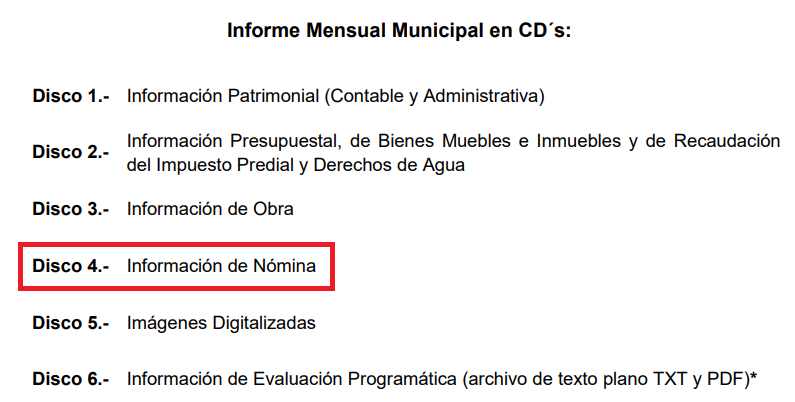 Informe Mensual Municipal en CD´s:
Disco 1.- Información Patrimonial (Contable y Administrativa)
Disco 2.- Información Presupuestal, de Bienes Muebles e Inmuebles y de Recaudación
del Impuesto Predial y Derechos de Agua
Disco 3.- Información de Obra
Disco 4.- Información de Nómina
Disco 5.- Imágenes Digitalizadas
Disco 6.- Información de Evaluación Programática (archivo de texto plano TXT y PDF)*